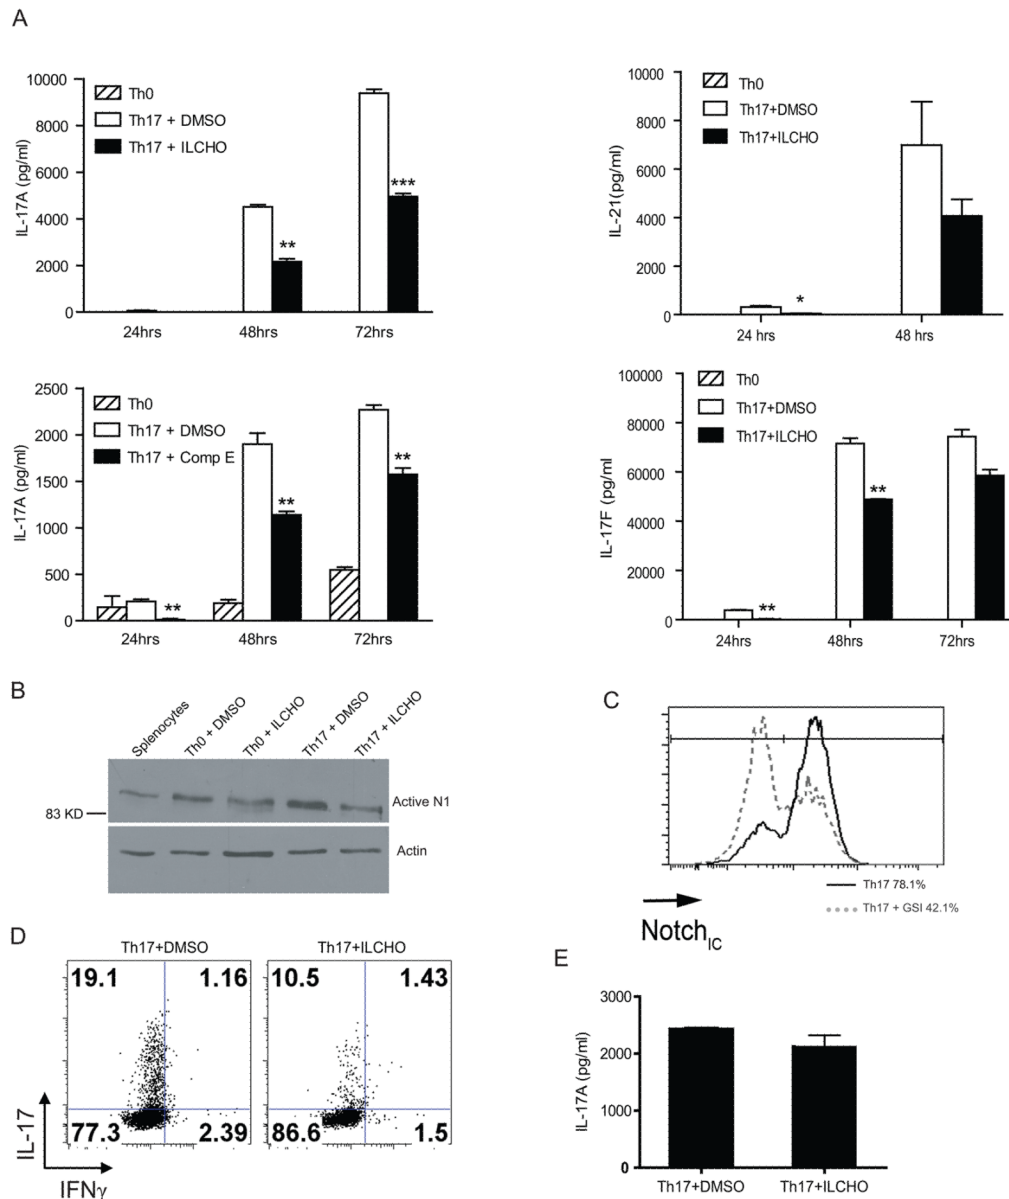 A
10000
8000
6000
4000
2000
0
IL-17A (pg/ml)
Th0
Th17 + DMSO
Th17 + ILCHO
**
***
24hrs
48hrs
72hrs
10000
8000
6000
4000
2000
0
IL-21(pg/ml)
Th0
Th17+DMSO
Th17+ILCHO
*
24 hrs
48 hrs
2500
2000
1500
1000
500
0
IL-17A (pg/ml)
Th0
Th17 + DMSO
Th17 + Comp E
**
**
**
24hrs
48hrs
72hrs
100000
80000
60000
40000
20000
0
IL-17F (pg/ml
Th0
Th17+DMSO
Th17+ILCHO
**
**
24hrs
48hrs
72hrs
B
Splenocytes
Th0 + DMSO
Th0 + ILCHO
Th17 + DMSO
Th17 + ILCHO
83 KD
Active N1
Actin
C
Th17 78.1%
Th17 + GSI 42.1%
Notch IC
D
Th17+DMSO
Th17+ILCHO
19.1 1.16
77.3 2.39
10.5 1.43
86.6 1.5
IL-17
IFNγ
E
3000
2000
1000
0
IL-17A (pg/ml)
Th17+DMSO
Th17+ILCHO